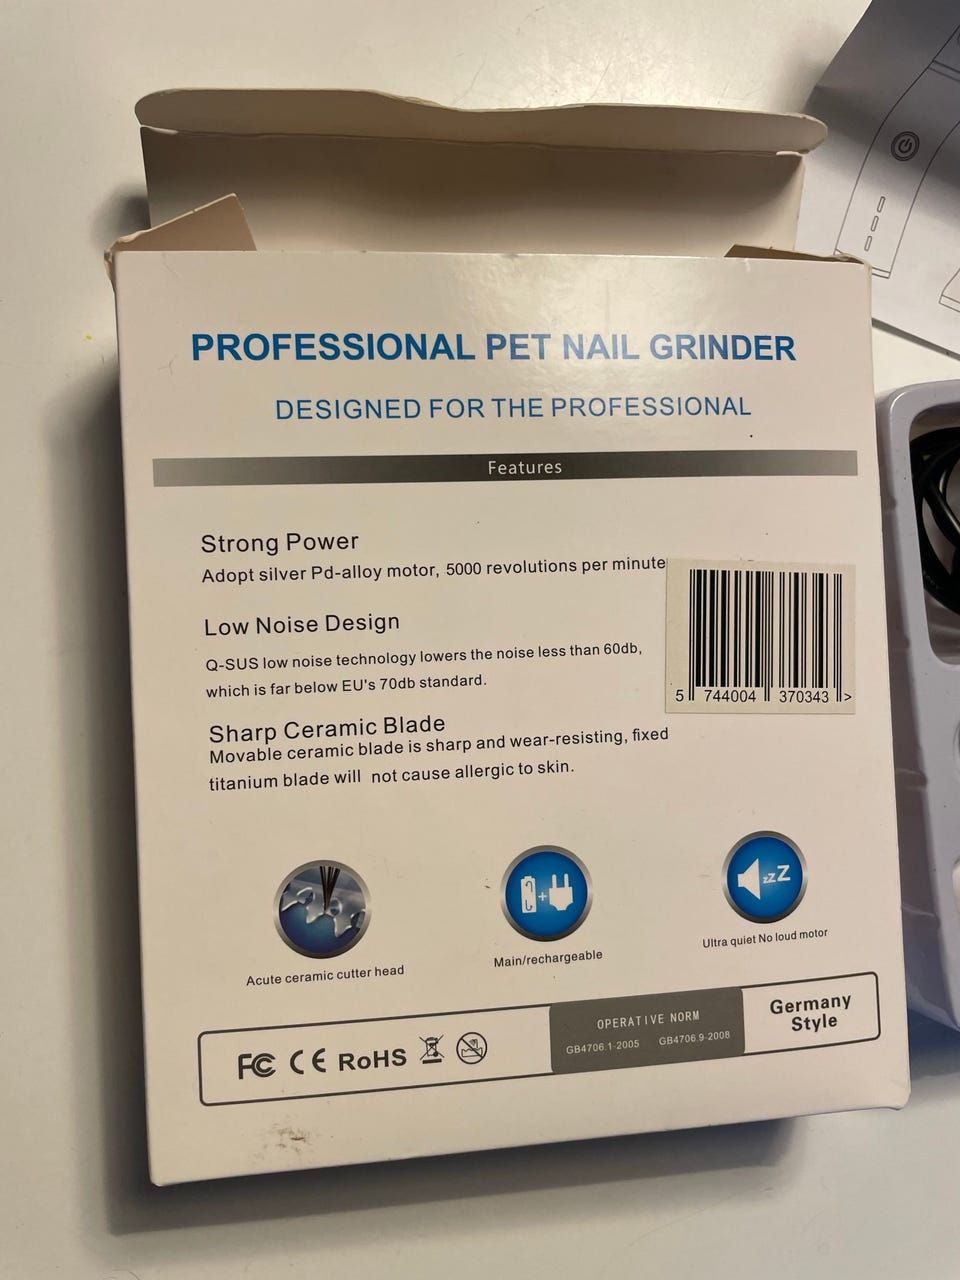 PROFESSIONAL PET NAIL GRINDER
DESIGNED FOR THE PROFESSIONAL
Features
Strong Power
Adopt silver Pd-alloy motor, 5000 revolutions per minute
Low Noise Design
Q-SUS low noise technology lowers the noise less than 60db,
which is far below EU's 70db standard.
Sharp Ceramic Blade
Movable ceramic blade is sharp and wear-resisting, fixed
titanium blade will not cause allergic to skin.
5 744004 370343 >
zzZ
Acute ceramic cutter head
Main/rechargeable
Ultra quiet No loud motor
FC CE RoHS
OPERATIVE NORM
GB4706.1-2005 GB4706.9-2008
Germany
Style